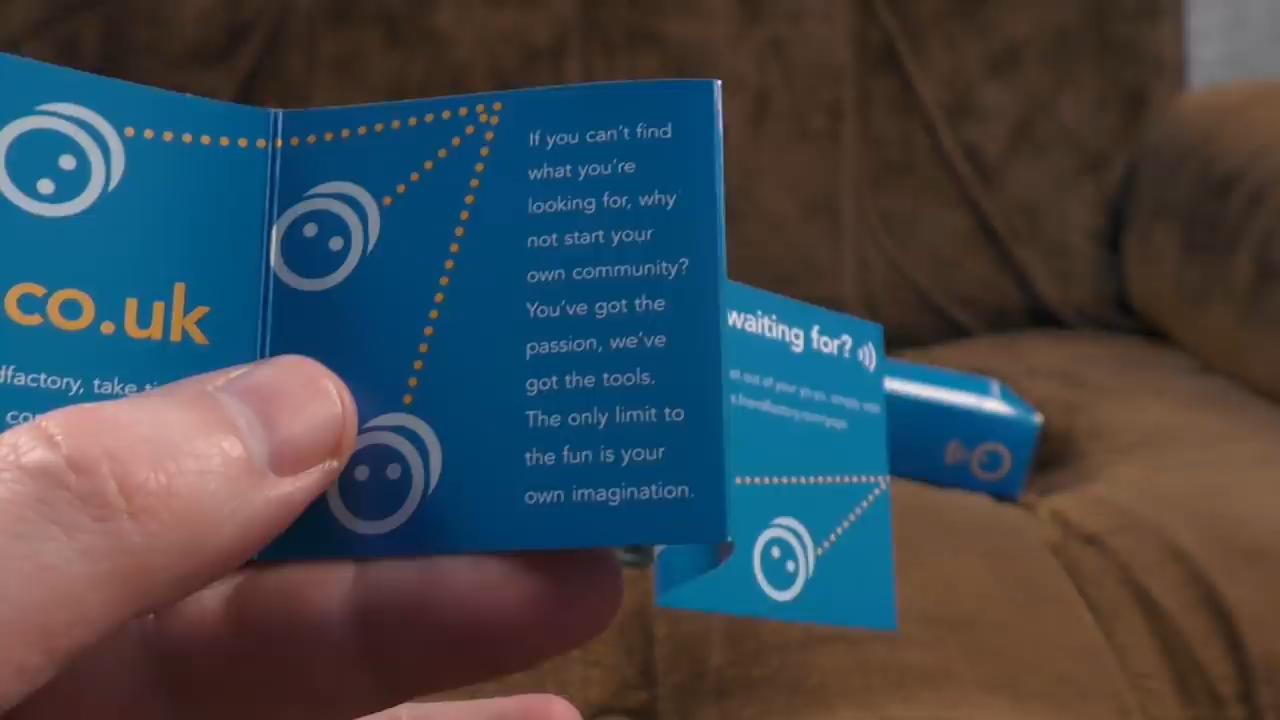 co.uk
dfactory, take
If you can't find
what you're
looking for, why
not start your
own community?
You've got the
passion, we've
got the tools.
The only limit to
the fun is your
own imagination.
waiting for?